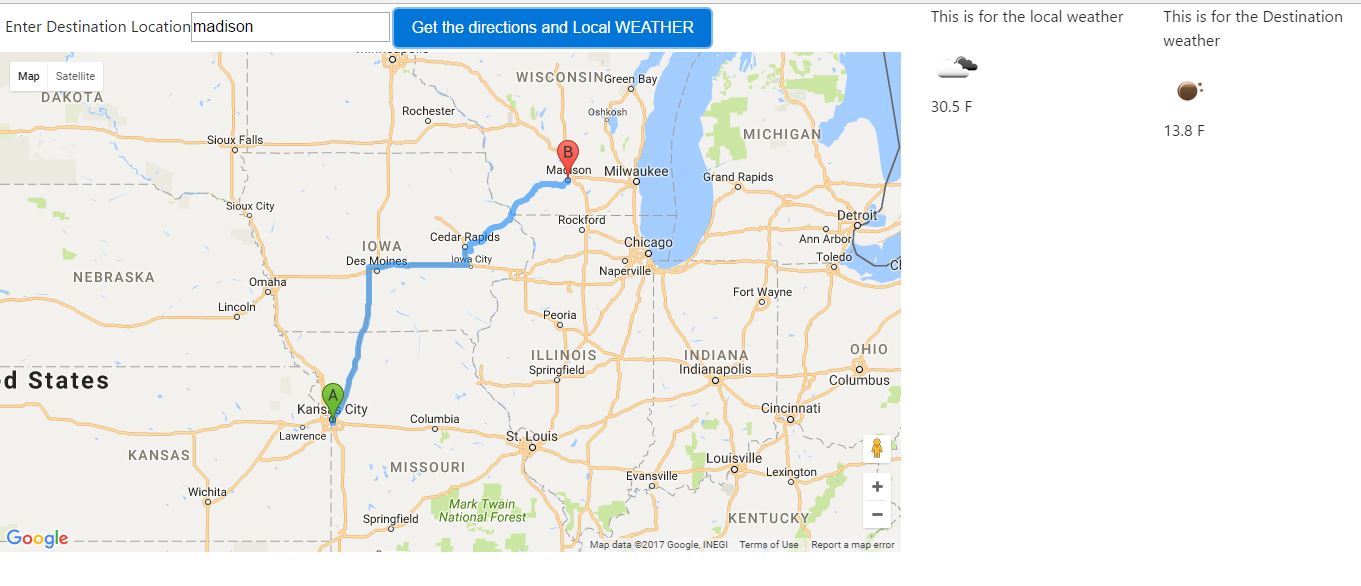 Enter Destination Location
madison
Get the directions and Local WEATHER
This is for the local weather
30.5 F
This is for the Destination
weather
13.8 F
Map
Satellite
DAKOTA
WISCONSIN
Green Bay
Rochester
Oshkosh
MICHIGAN
Sioux Falls
B
Madison
Milwaukee
Grand Rapids
Sioux City
Rockford
Detroit
Cedar Rapids
Ann Arbor
IOWA
Chicago
Des Moines
Iowa City
Toledo
Naperville
NEBRASKA
Omaha
Fort Wayne
Lincoln
Peoria
ILLINOIS
INDIANA
OHIO
Springfield
Indianapolis
d States
Columbus
A
Kansas City
Cincinnati
Columbia
Lawrence
St. Louis
KANSAS
Louisville
MISSOURI
Evansville
Lexington
Wichita
Mark Twain
National Forest
Springfield
KENTUCKY
Google
Map data ©2017 Google, INEGI
Terms of Use
Report a map error